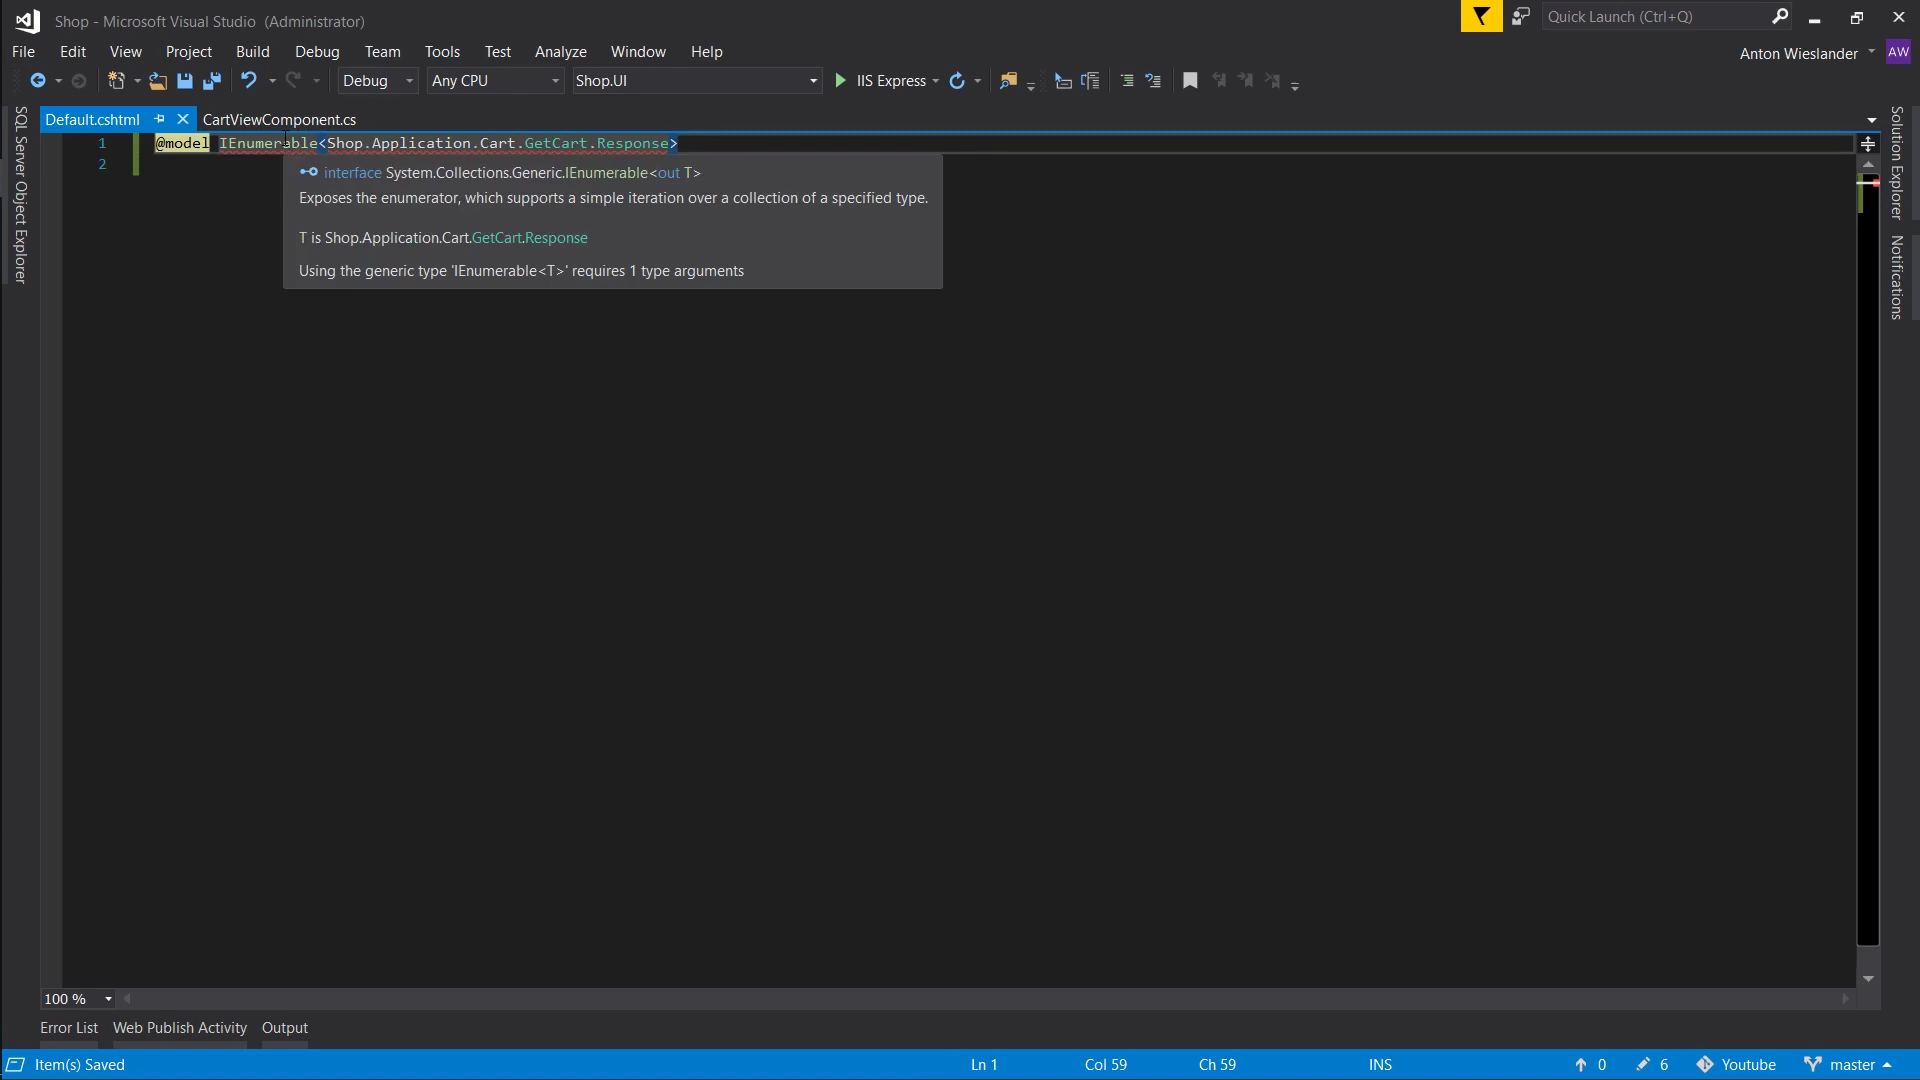 Shop - Microsoft Visual Studio (Administrator)
Quick Launch (Ctrl+Q)
File Edit View Project Build Debug Team Tools Test Analyze Window Help
Anton Wieslander AW
Debug Any CPU Shop.UI IIS Express
SQL Server Object Explorer
Default.cshtml CartViewComponent.cs
1 @model IEnumerable<Shop.Application.Cart.GetCart.Response>
2
interface System.Collections.Generic.IEnumerable<out T>
Exposes the enumerator, which supports a simple iteration over a collection of a specified type.
T is Shop.Application.Cart.GetCart.Response
Using the generic type 'IEnumerable<T>' requires 1 type arguments
Solution Explorer
Notifications
100 %
Error List Web Publish Activity Output
Item(s) Saved Ln 1 Col 59 Ch 59 INS 0 6 Youtube master